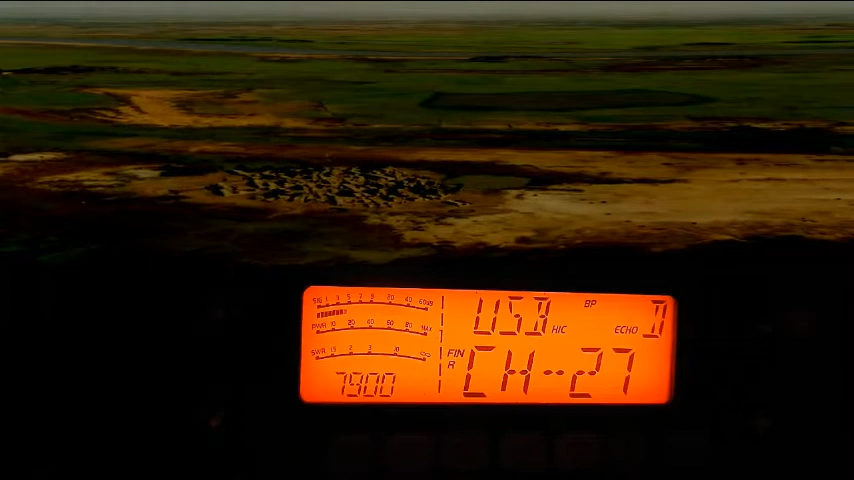 SIG 1 3 5 7 9 20 40 60dB
PWR 10 20 40 60 80 MAX
SWR 1.5 2 3 10 ∞
7900
USB HIC BP ECHO D
FIN R CH--27